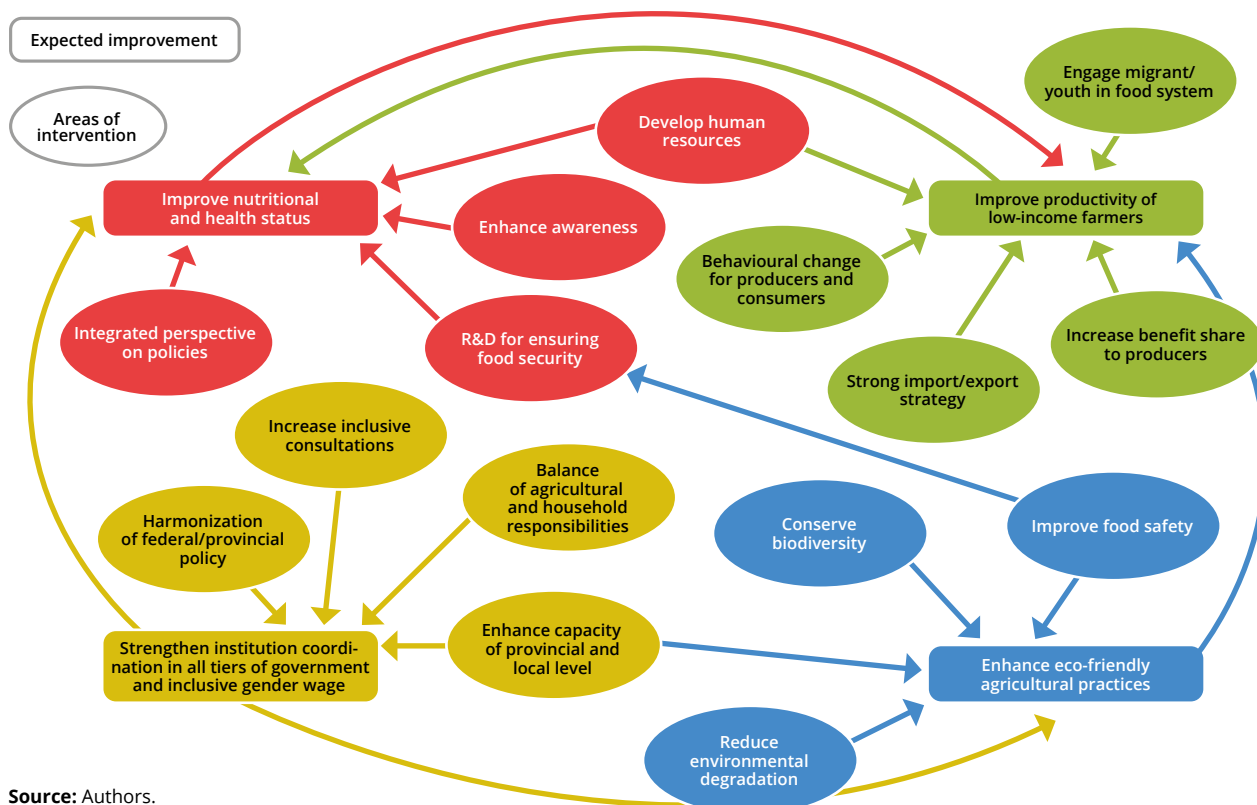 Expected improvement
Areas of
intervention
Engage migrant/
youth in food system
Develop human
resources
Improve nutritional
and health status
Enhance awareness
Improve productivity of
low-income farmers
Behavioural change
for producers and
consumers
Integrated perspective
on policies
R&D for ensuring
food security
Strong import/export
strategy
Increase benefit share
to producers
Increase inclusive
consultations
Balance
of agricultural
and household
responsibilities
Harmonization
of federal/provincial
policy
Conserve
biodiversity
Improve food safety
Strengthen institution coordi-
nation in all tiers of government
and inclusive gender wage
Enhance capacity
of provincial and
local level
Enhance eco-friendly
agricultural practices
Reduce
environmental
degradation
Source: Authors.